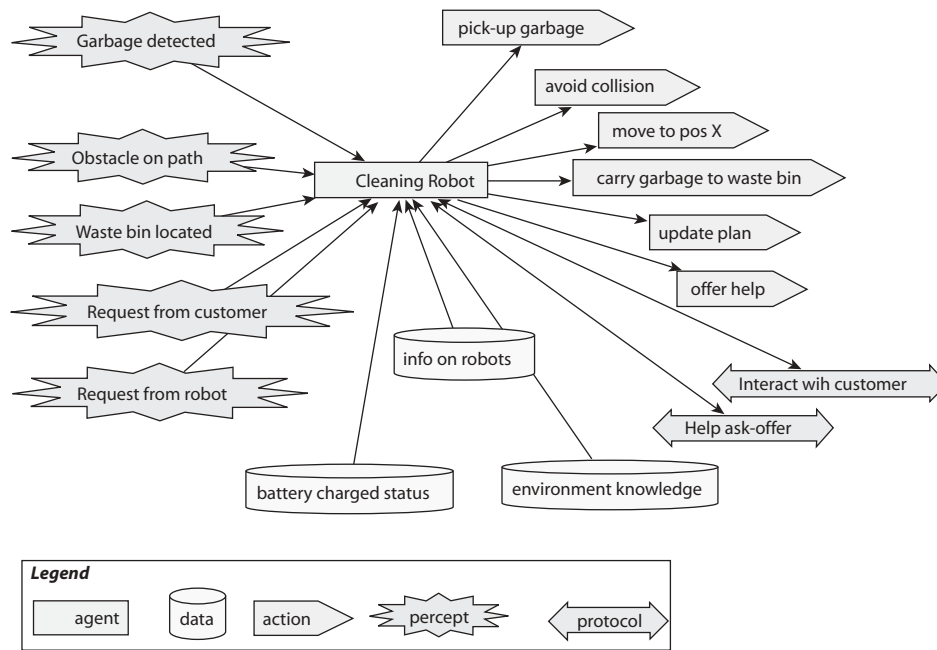 Garbage detected
pick-up garbage
avoid collision
move to pos X
Obstacle on path
Cleaning Robot
carry garbage to waste bin
Waste bin located
update plan
offer help
Request from customer
info on robots
Request from robot
Interact wih customer
Help ask-offer
battery charged status
environment knowledge
Legend
agent
data
action
percept
protocol